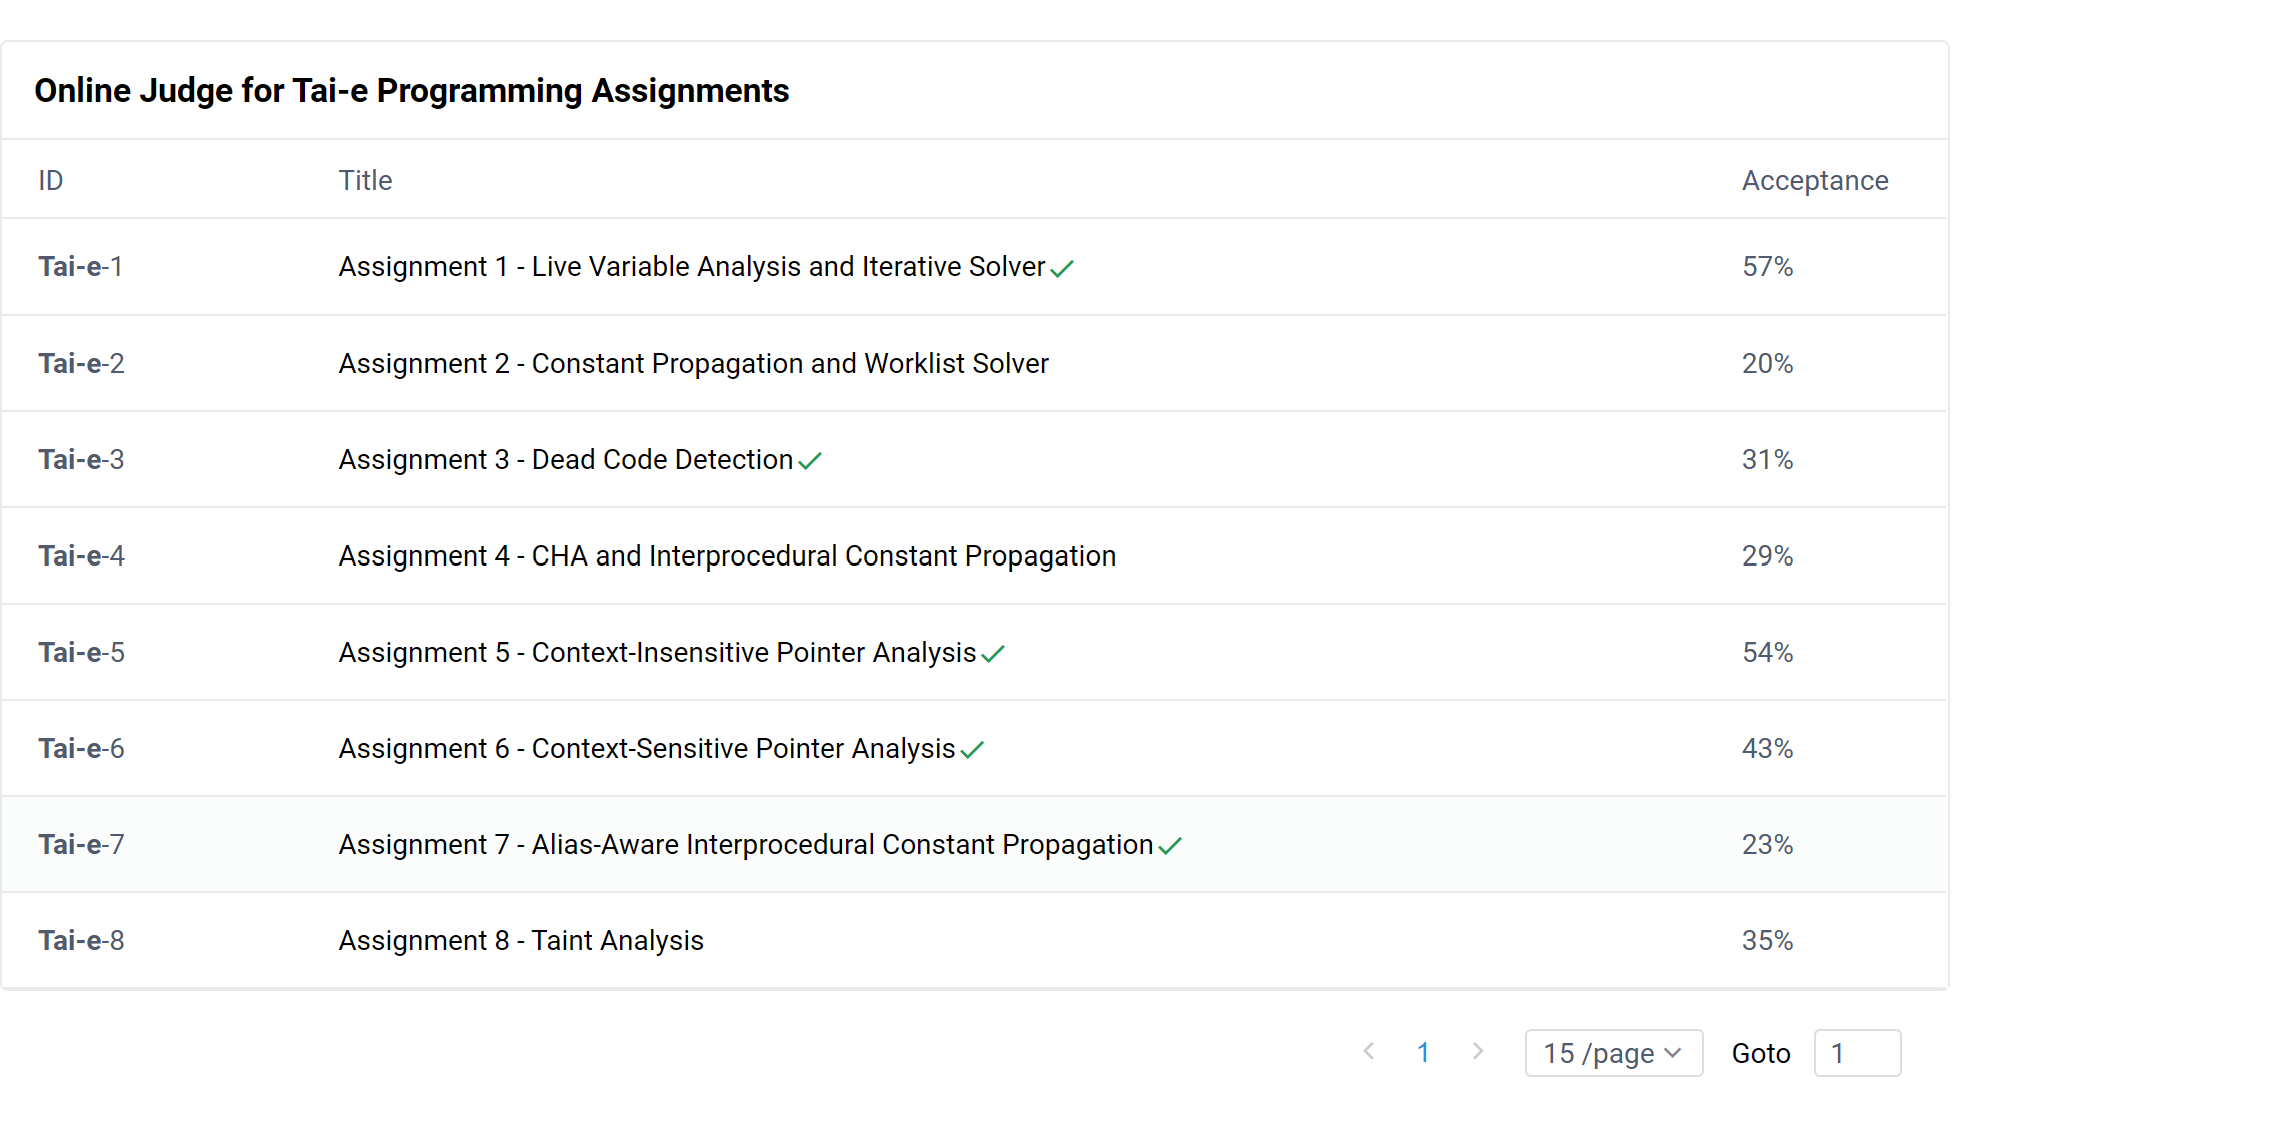 Online Judge for Tai-e Programming Assignments
ID Title Acceptance
Tai-e-1 Assignment 1 - Live Variable Analysis and Iterative Solver 57%
Tai-e-2 Assignment 2 - Constant Propagation and Worklist Solver 20%
Tai-e-3 Assignment 3 - Dead Code Detection 31%
Tai-e-4 Assignment 4 - CHA and Interprocedural Constant Propagation 29%
Tai-e-5 Assignment 5 - Context-Insensitive Pointer Analysis 54%
Tai-e-6 Assignment 6 - Context-Sensitive Pointer Analysis 43%
Tai-e-7 Assignment 7 - Alias-Aware Interprocedural Constant Propagation 23%
Tai-e-8 Assignment 8 - Taint Analysis 35%
1 15 /page Goto 1